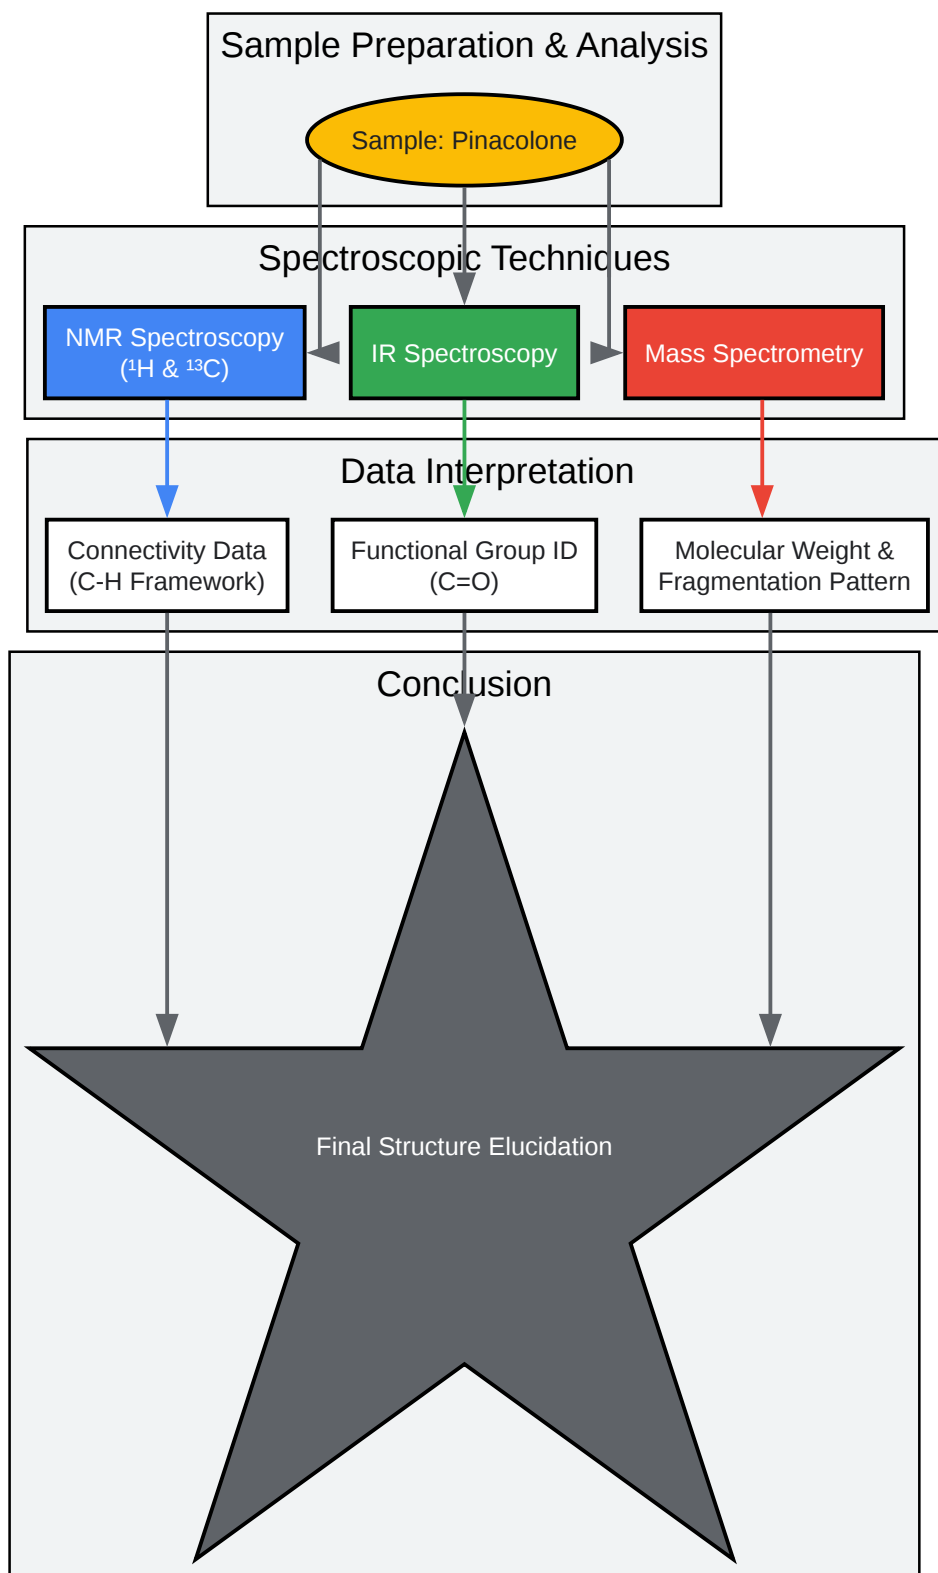 Sample Preparation & Analysis
Sample: Pinacolone
Spectroscopic Techniques
NMR Spectroscopy
(¹H & ¹³C)
IR Spectroscopy
Mass Spectrometry
Data Interpretation
Connectivity Data
(C-H Framework)
Functional Group ID
(C=O)
Molecular Weight &
Fragmentation Pattern
Conclusion
Final Structure Elucidation